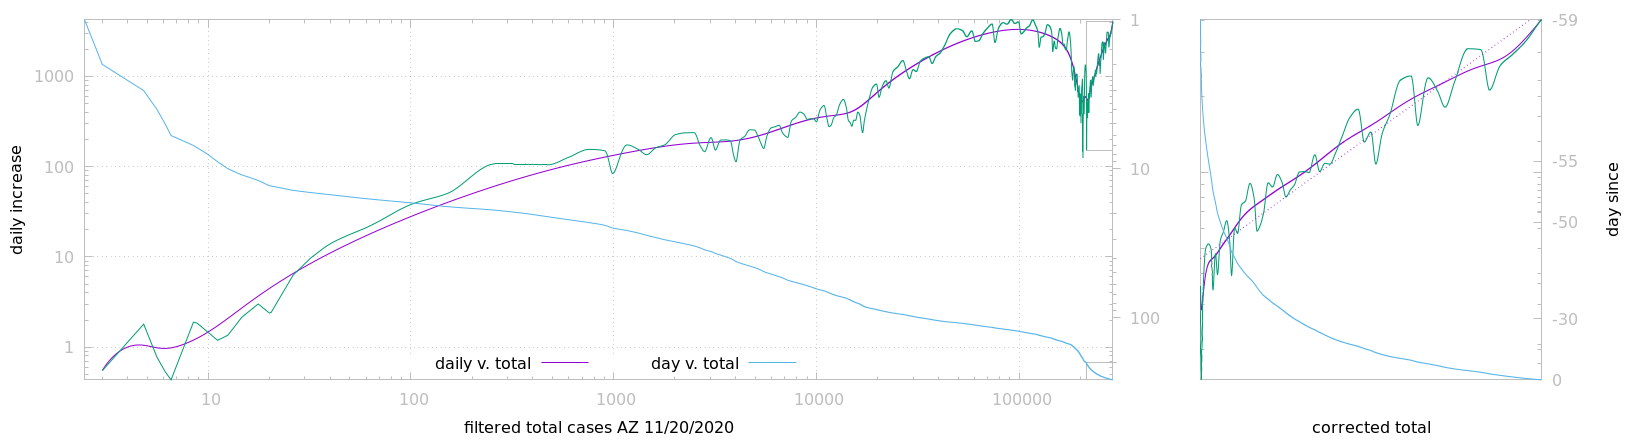 daily increase
1000
100
10
1
10
100
1000
10000
100000
filtered total cases AZ 11/20/2020
daily v. total
day v. total
1
10
100
-59
-55
-50
-30
0
day since
corrected total